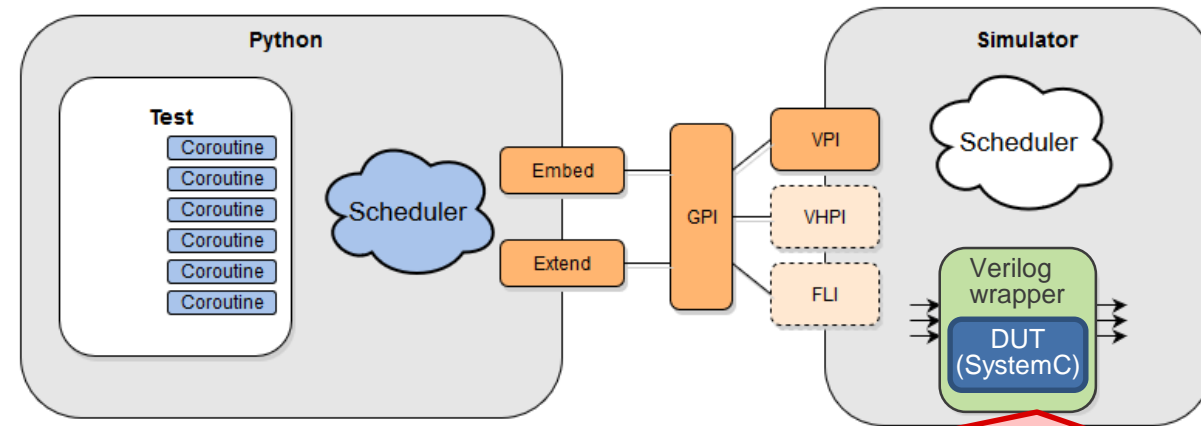 Python
Simulator
Test
Coroutine
Coroutine
Coroutine
Coroutine
Coroutine
Coroutine
Scheduler
Embed
Extend
GPI
VPI
VHPI
FLI
Scheduler
Verilog
wrapper
DUT
(SystemC)